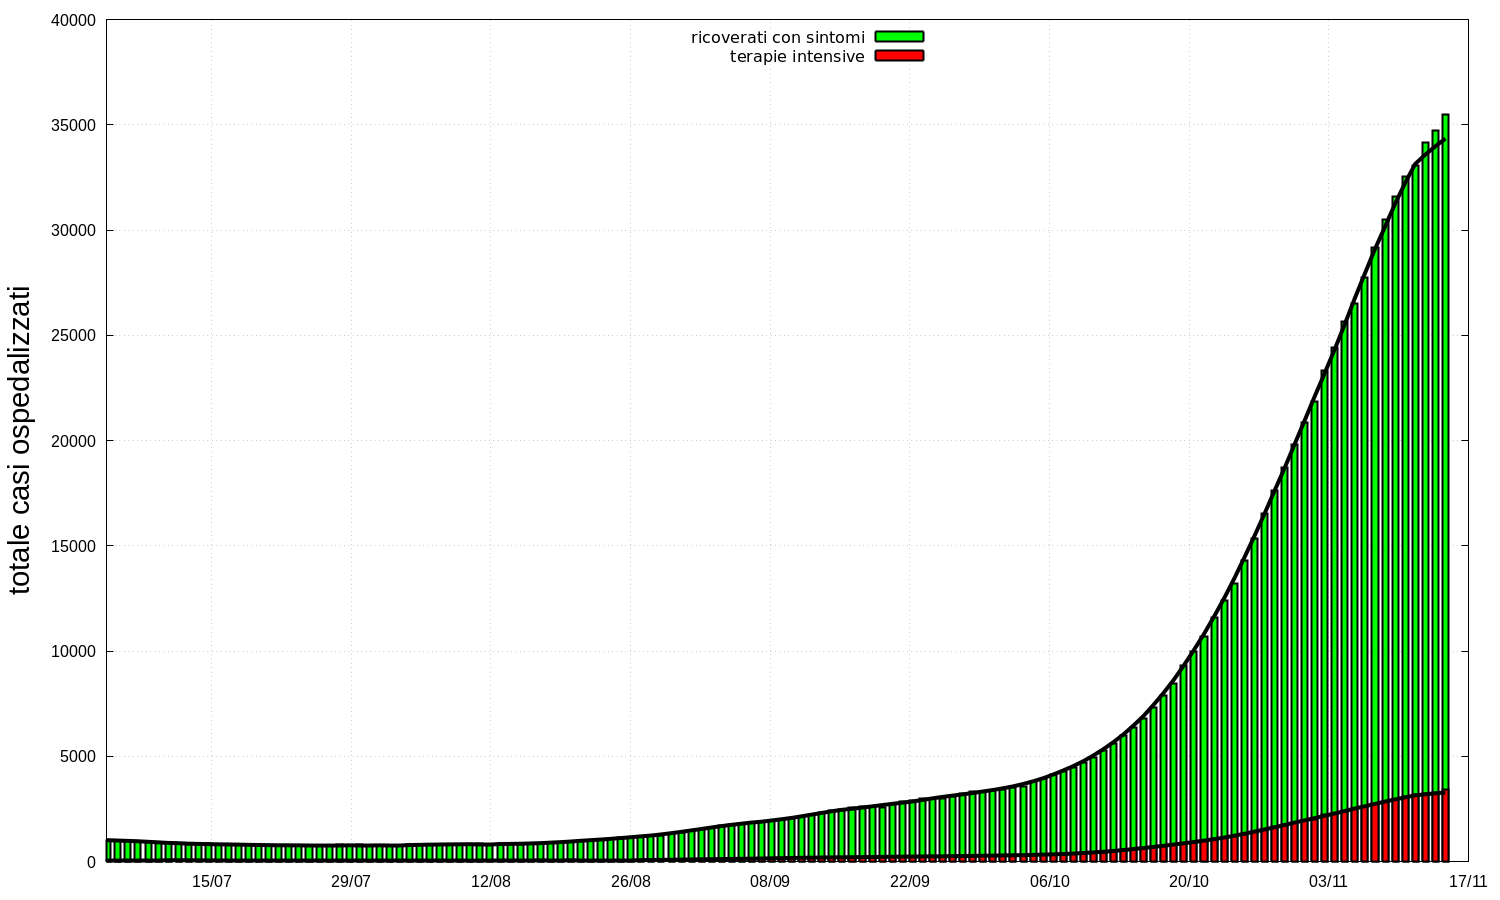 40000
35000
30000
25000
20000
15000
10000
5000
0
totale casi ospedalizzati
ricoverati con sintomi
terapie intensive
15/07 29/07 12/08 26/08 08/09 22/09 06/10 20/10 03/11 17/11